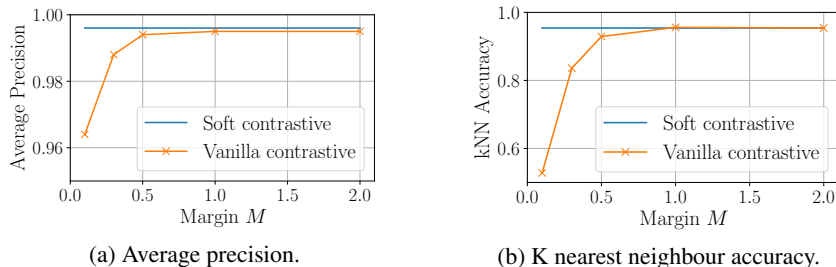 1.00
0.98
0.96
Average Precision
Soft contrastive
Vanilla contrastive
0.0 0.5 1.0 1.5 2.0
Margin M
(a) Average precision.
1.0
0.8
0.6
kNN Accuracy
Soft contrastive
Vanilla contrastive
0.0 0.5 1.0 1.5 2.0
Margin M
(b) K nearest neighbour accuracy.